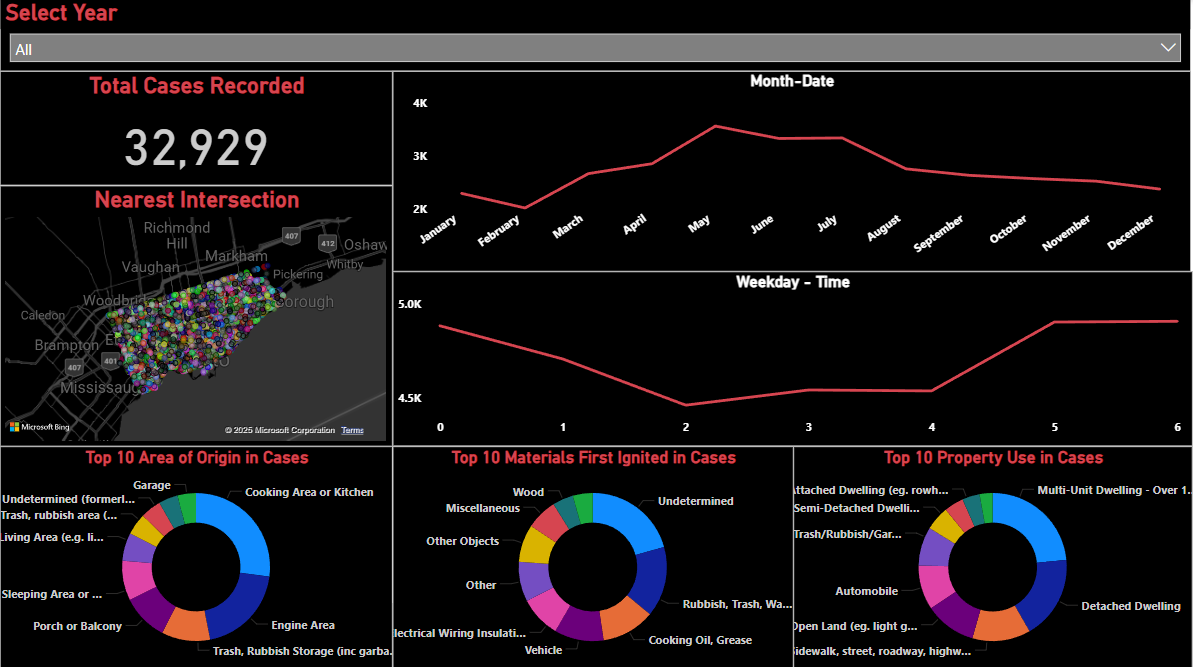 Select Year
All
Total Cases Recorded
32,929
Nearest Intersection
Richmond
Hill
407
412
Oshaw
Markham
Whitby
Vaughan
Pickering
Woodbrid
orough
Caledon
Brampton
E
401
407
Mississaug
O
Microsoft Bing
© 2025 Microsoft Corporation Terms
Month-Date
4K
3K
2K
January
February
March
April
May
June
July
August
September
October
November
December
Weekday - Time
5.0K
4.5K
0 1 2 3 4 5 6
Top 10 Area of Origin in Cases
Garage
Cooking Area or Kitchen
Undetermined (formerl...
Trash, rubbish area (...
Living Area (e.g. li...
Sleeping Area or ...
Porch or Balcony
Engine Area
Trash, Rubbish Storage (inc garba...
Top 10 Materials First Ignited in Cases
Wood
Undetermined
Miscellaneous
Other Objects
Other
Rubbish, Trash, Wa...
lectrical Wiring Insulati...
Cooking Oil, Grease
Vehicle
Top 10 Property Use in Cases
ttached Dwelling (eg. rowh...
Multi-Unit Dwelling - Over 1...
Semi-Detached Dwelli...
Trash/Rubbish/Gar...
Automobile
Detached Dwelling
Open Land (eg. light g...
idewalk, street, roadway, highw...